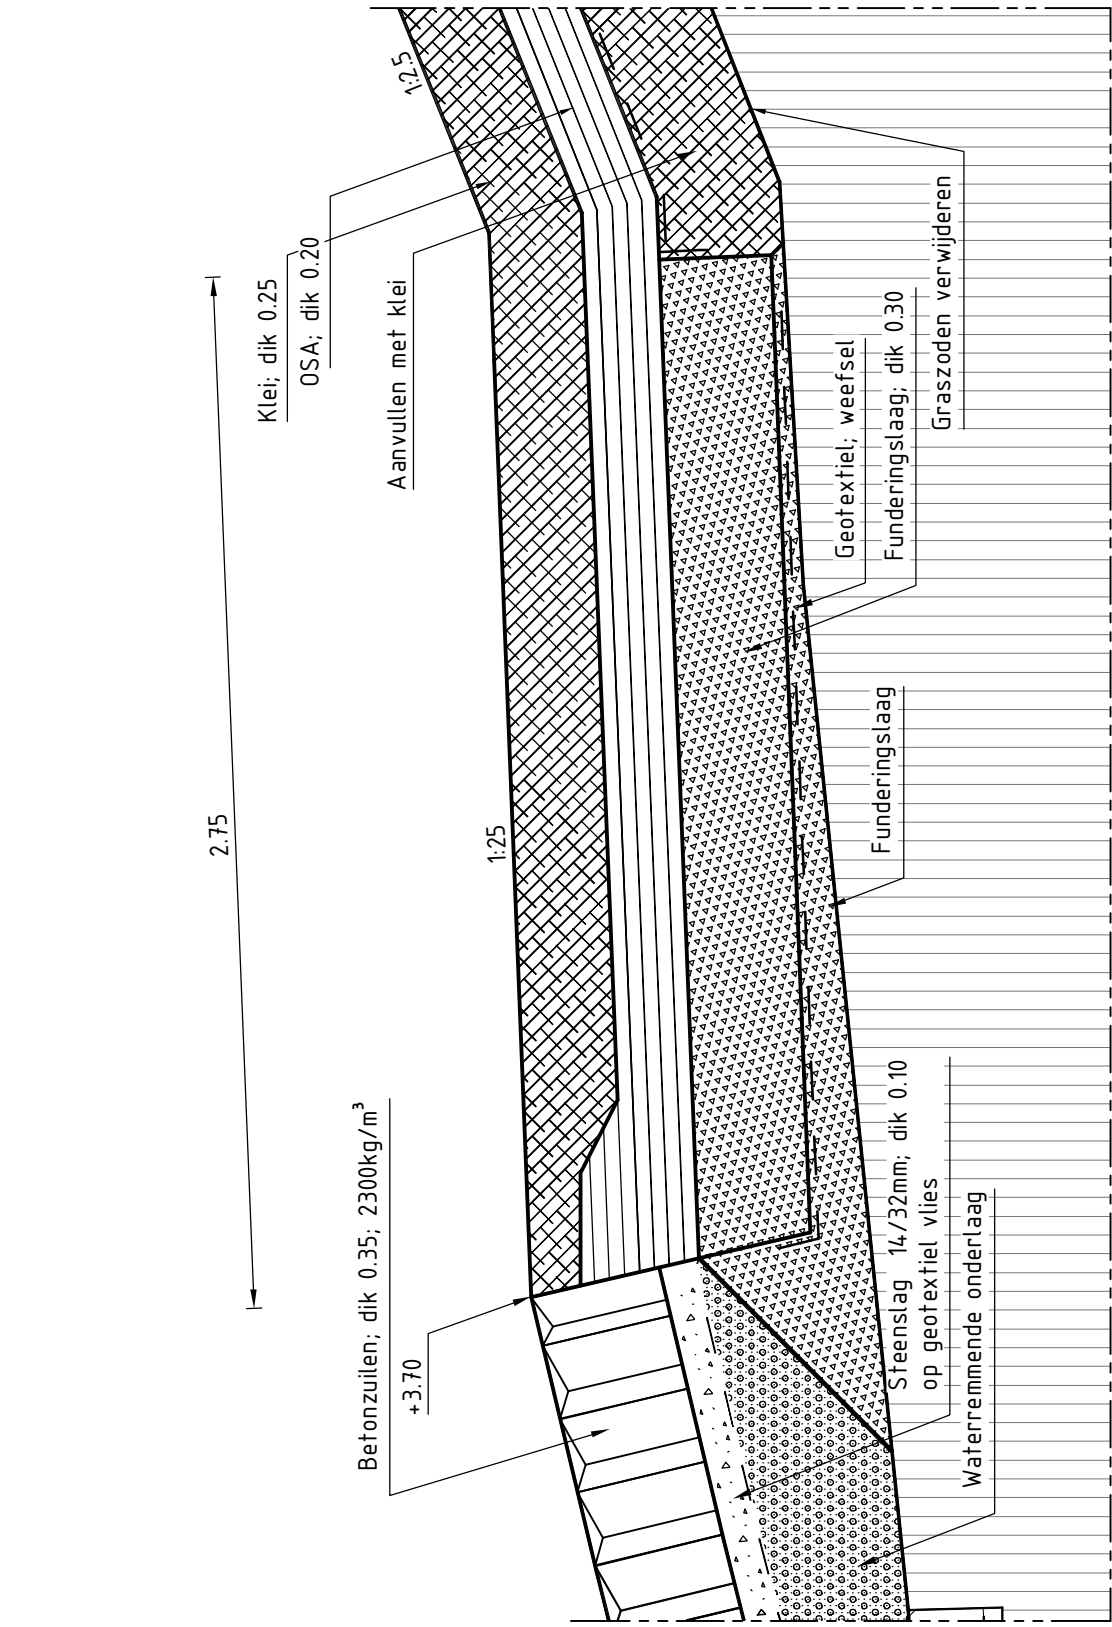 Betonzuilen; dik 0.35; 2300kg/m³
+3.70
2.75
1:25
Klei; dik 0.25
OSA; dik 0.20
Aanvullen met klei
1:2.5
Steenslag 14/32mm; dik 0.10
op geotextiel vlies
Waterremmende onderlaag
Funderingslaag
Geotextiel; weefsel
Funderingslaag; dik 0.30
Graszoden verwijderen